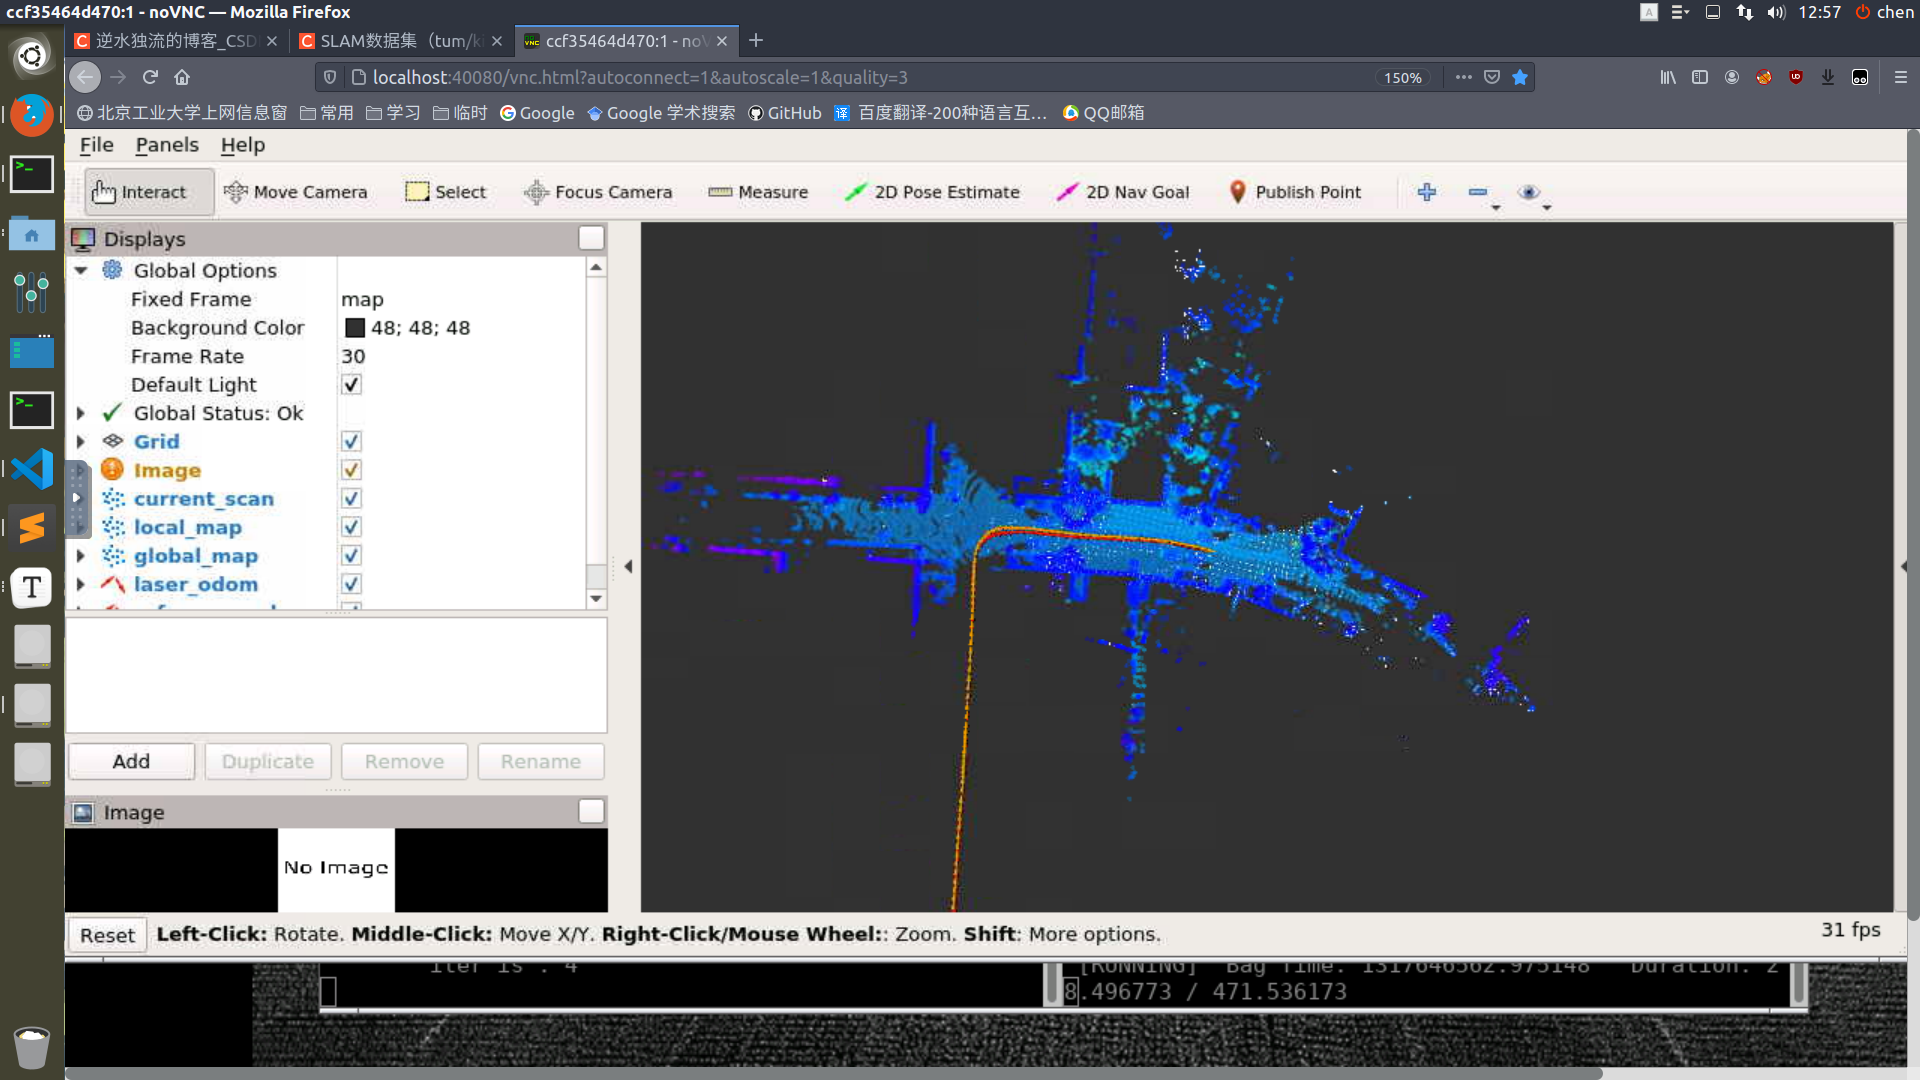 ccf35464d470:1 - noVNC — Mozilla Firefox
A
12:57
chen
逆水独流的博客_CSD
SLAM数据集（tum/ki
ccf35464d470:1 - noV
localhost:40080/vnc.html?autoconnect=1&autoscale=1&quality=3
150%
北京工业大学上网信息窗 常用 学习 临时 Google Google 学术搜索 GitHub 译 百度翻译-200种语言互… QQ邮箱
File Panels Help
Interact Move Camera Select Focus Camera Measure 2D Pose Estimate 2D Nav Goal Publish Point
Displays
Global Options
Fixed Frame map
Background Color 48; 48; 48
Frame Rate 30
Default Light
Global Status: Ok
Grid
Image
current_scan
local_map
global_map
laser_odom
Add Duplicate Remove Rename
Image
No Image
Reset Left-Click: Rotate. Middle-Click: Move X/Y. Right-Click/Mouse Wheel:: Zoom. Shift: More options. 31 fps
iter is : 4
[RUNNING] Bag Time: 1317646562.975148 Duration: 2
8.496773 / 471.536173